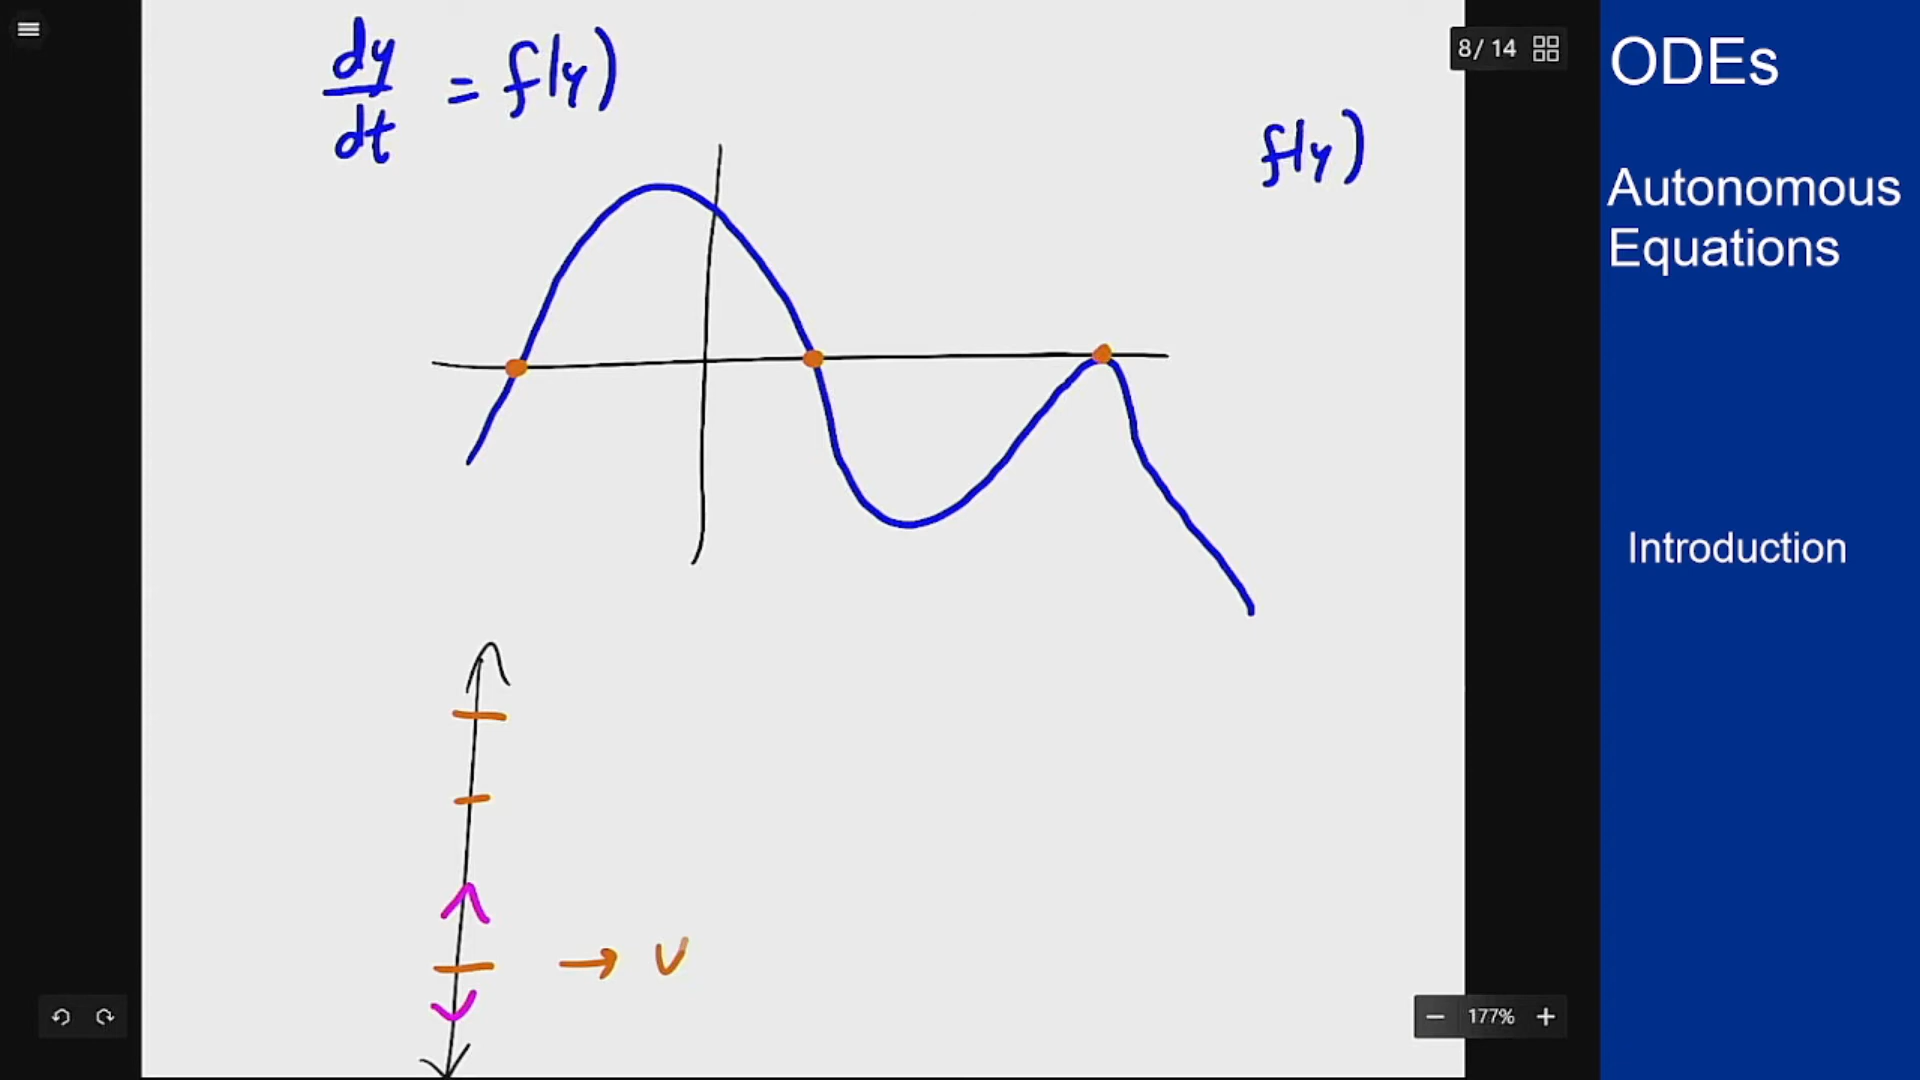 dy/dt = f(y)
f(y)
→ U
8/ 14
ODEs
Autonomous
Equations
Introduction
177%